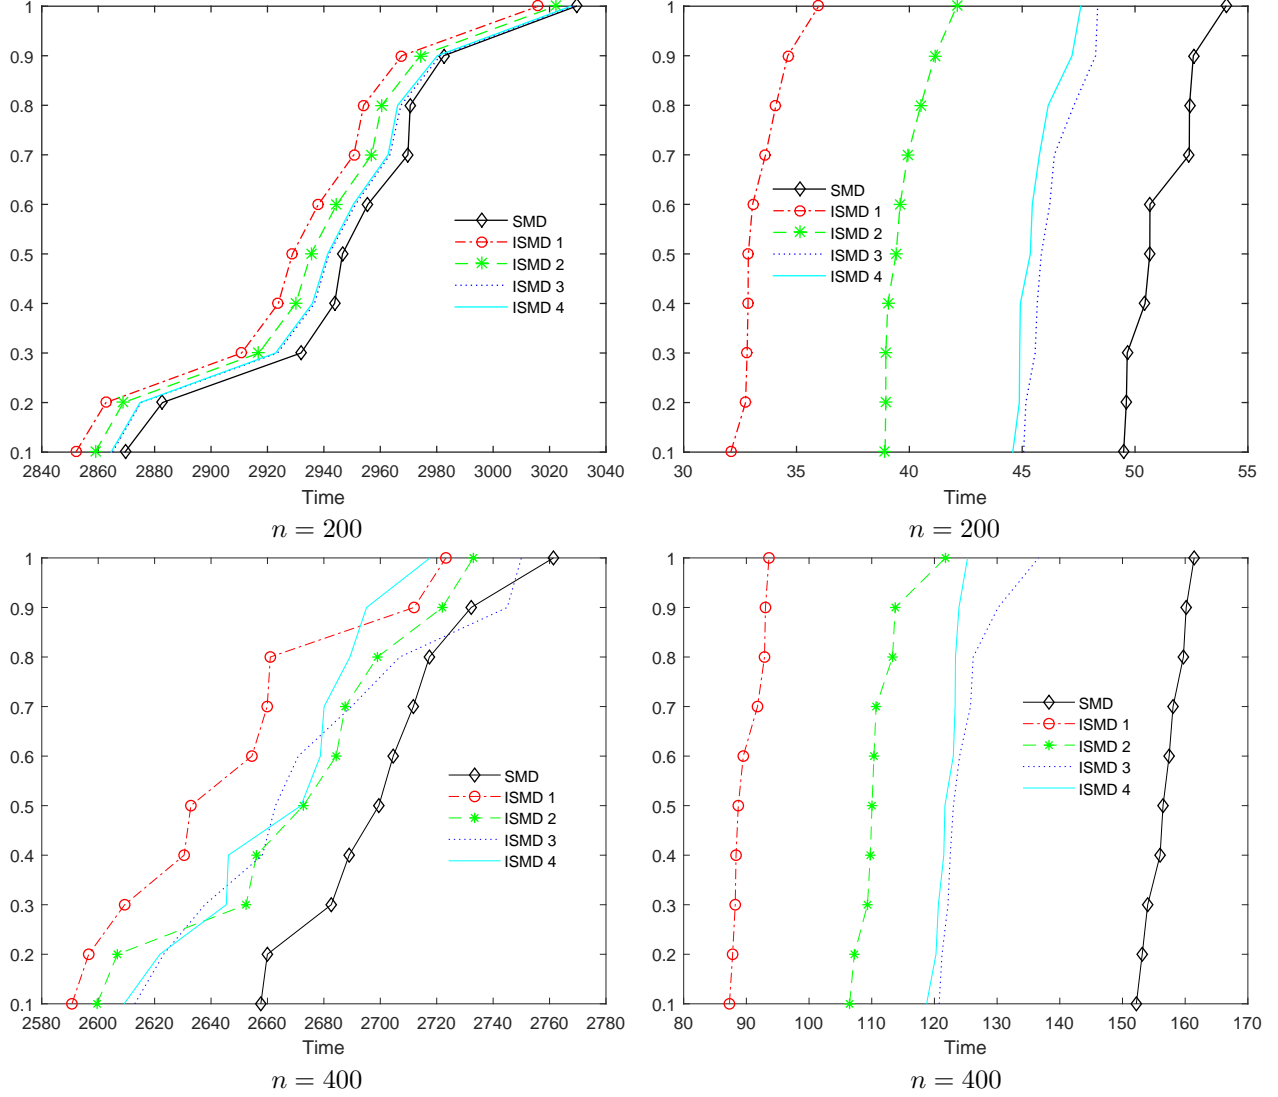 1
0.9
0.8
0.7
0.6
0.5
0.4
0.3
0.2
0.1
2840 2860 2880 2900 2920 2940 2960 2980 3000 3020 3040
Time
SMD
ISMD 1
ISMD 2
ISMD 3
ISMD 4
n = 200
1
0.9
0.8
0.7
0.6
0.5
0.4
0.3
0.2
0.1
30 35 40 45 50 55
Time
SMD
ISMD 1
ISMD 2
ISMD 3
ISMD 4
n = 200
1
0.9
0.8
0.7
0.6
0.5
0.4
0.3
0.2
0.1
2580 2600 2620 2640 2660 2680 2700 2720 2740 2760 2780
Time
SMD
ISMD 1
ISMD 2
ISMD 3
ISMD 4
n = 400
1
0.9
0.8
0.7
0.6
0.5
0.4
0.3
0.2
0.1
80 90 100 110 120 130 140 150 160 170
Time
SMD
ISMD 1
ISMD 2
ISMD 3
ISMD 4
n = 400